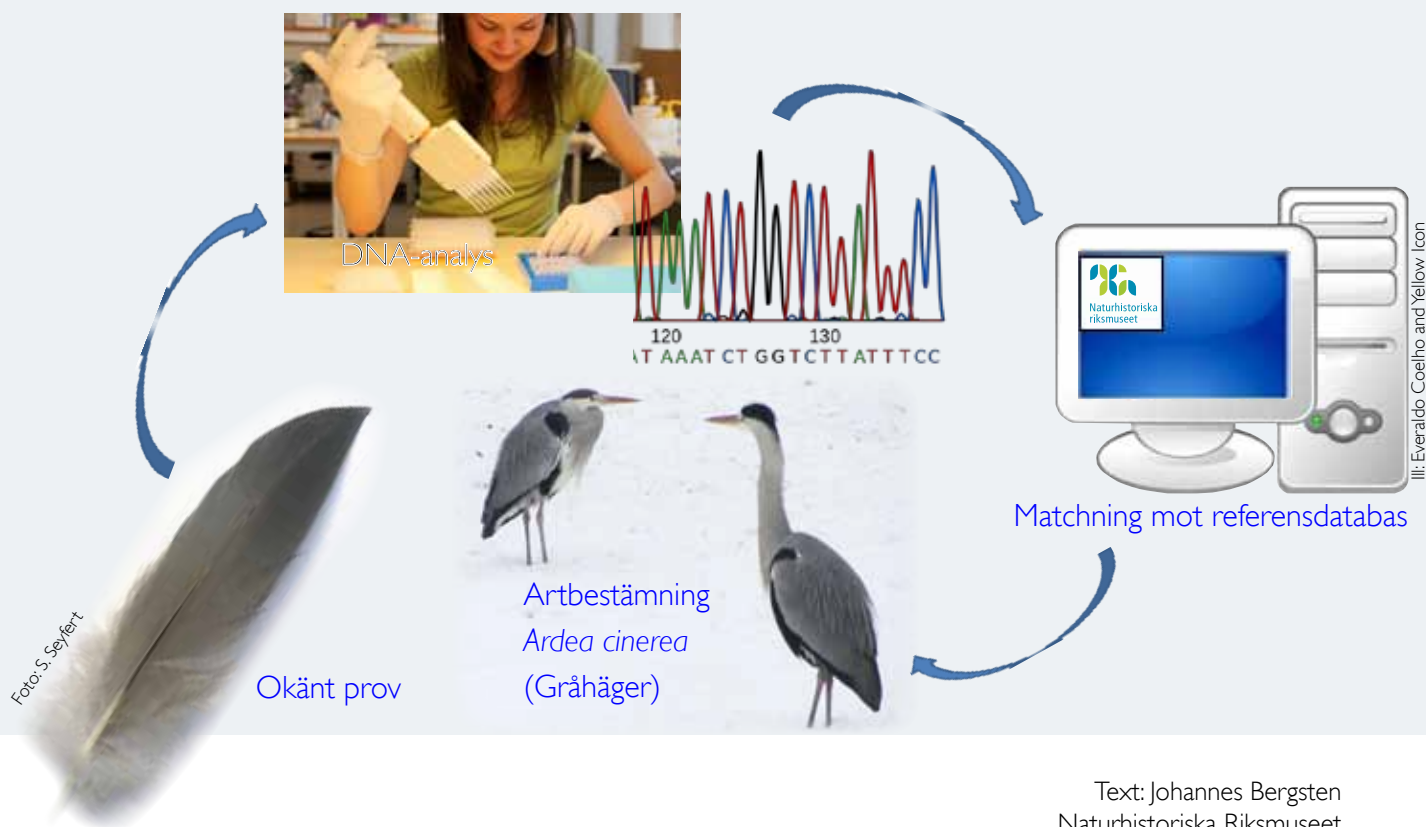 DNA-analys
120 130
AT AAAT CT GGTCTTATTTCC
Naturhistoriska
riksmuseet
Ill: Everaldo Coelho and Yellow Icon
Matchning mot referensdatabas
Artbestämning
Ardea cinerea
(Gråhäger)
Foto: S. Seyfert
Okänt prov
Text: Johannes Bergsten
Naturhistoriska Riksmuseet